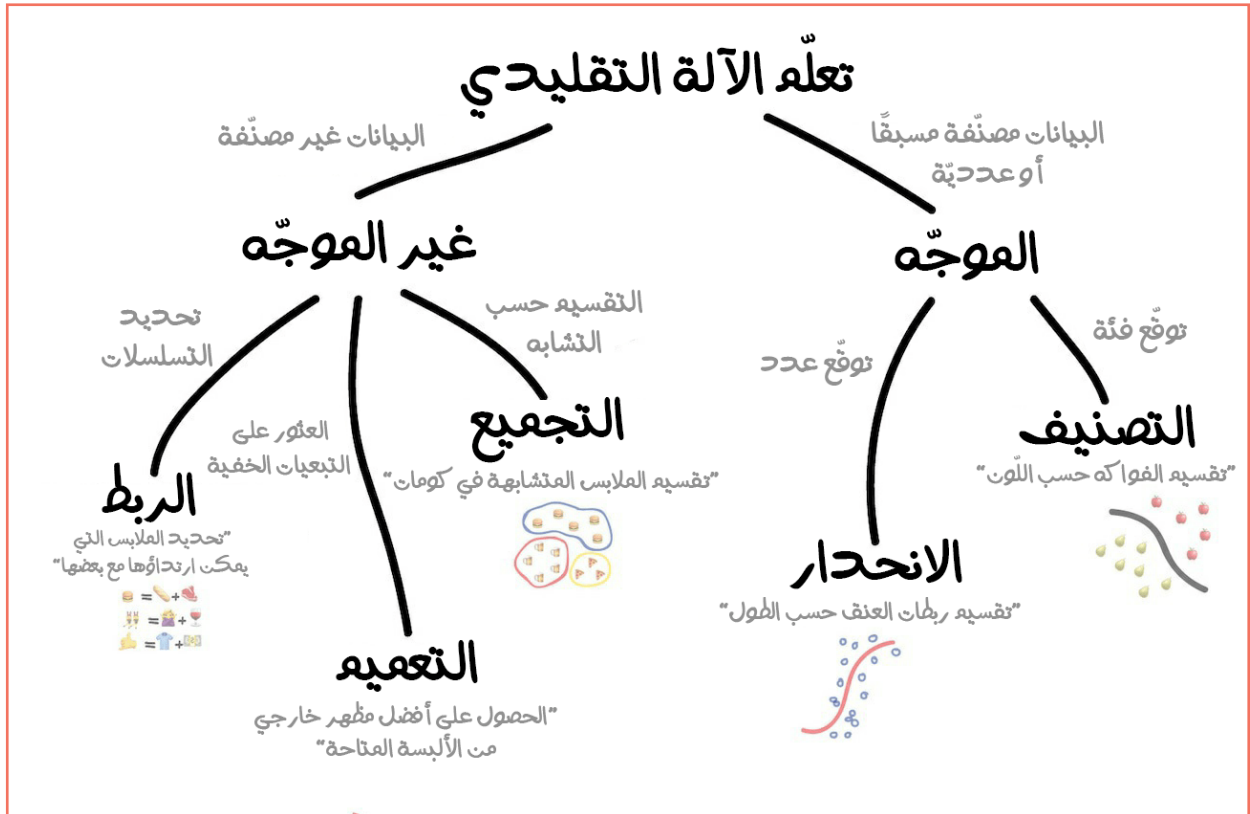 تعلّم الآلة التقليدي
البيانات مصنّفة مسبقًا
أو عدديّة
البيانات غير مصنّفة
الموجّه
غير الموجّه
توقّع فئة
توقّع عدد
التقسيم حسب
التشابه
العثور على
التبعيات الخفية
تحديد
التسلسلات
التصنيف
"تقسيم الفواكه حسب اللّون"
الانحدار
"تقسيم ربطات العنق حسب الطول"
التجميع
"تقسيم الملابس المتشابهة في كومان"
التعميم
"الحصول على أفضل مظهر خارجي
من الألبسة المتاحة"
الربط
"تحديد الملابس التي
يمكن ارتداؤها مع بعضها"